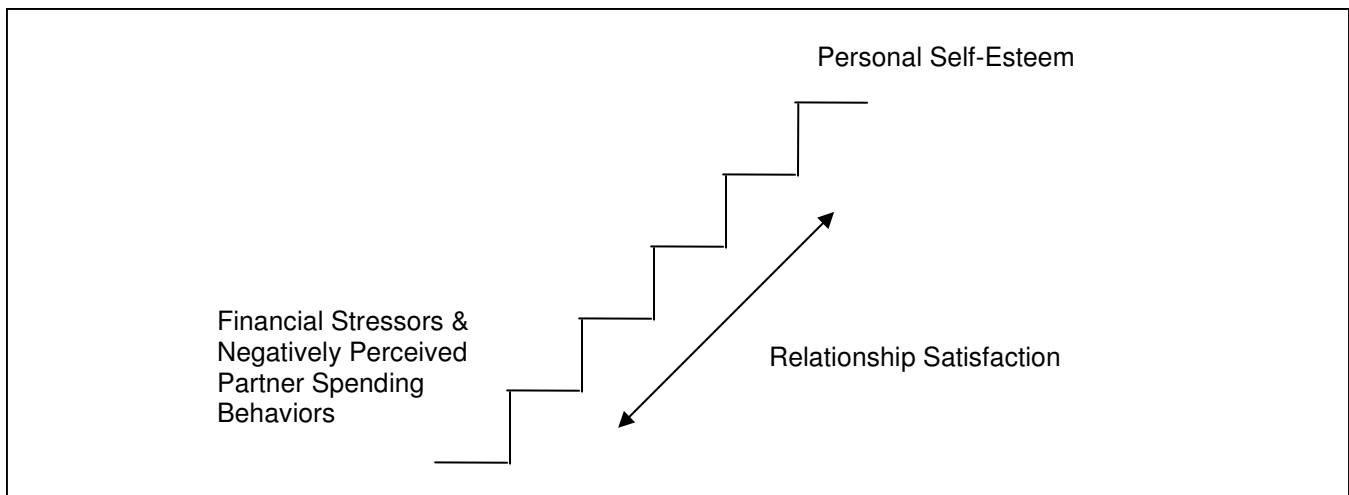 Personal Self-Esteem
Financial Stressors &
Negatively Perceived
Partner Spending
Behaviors
Relationship Satisfaction